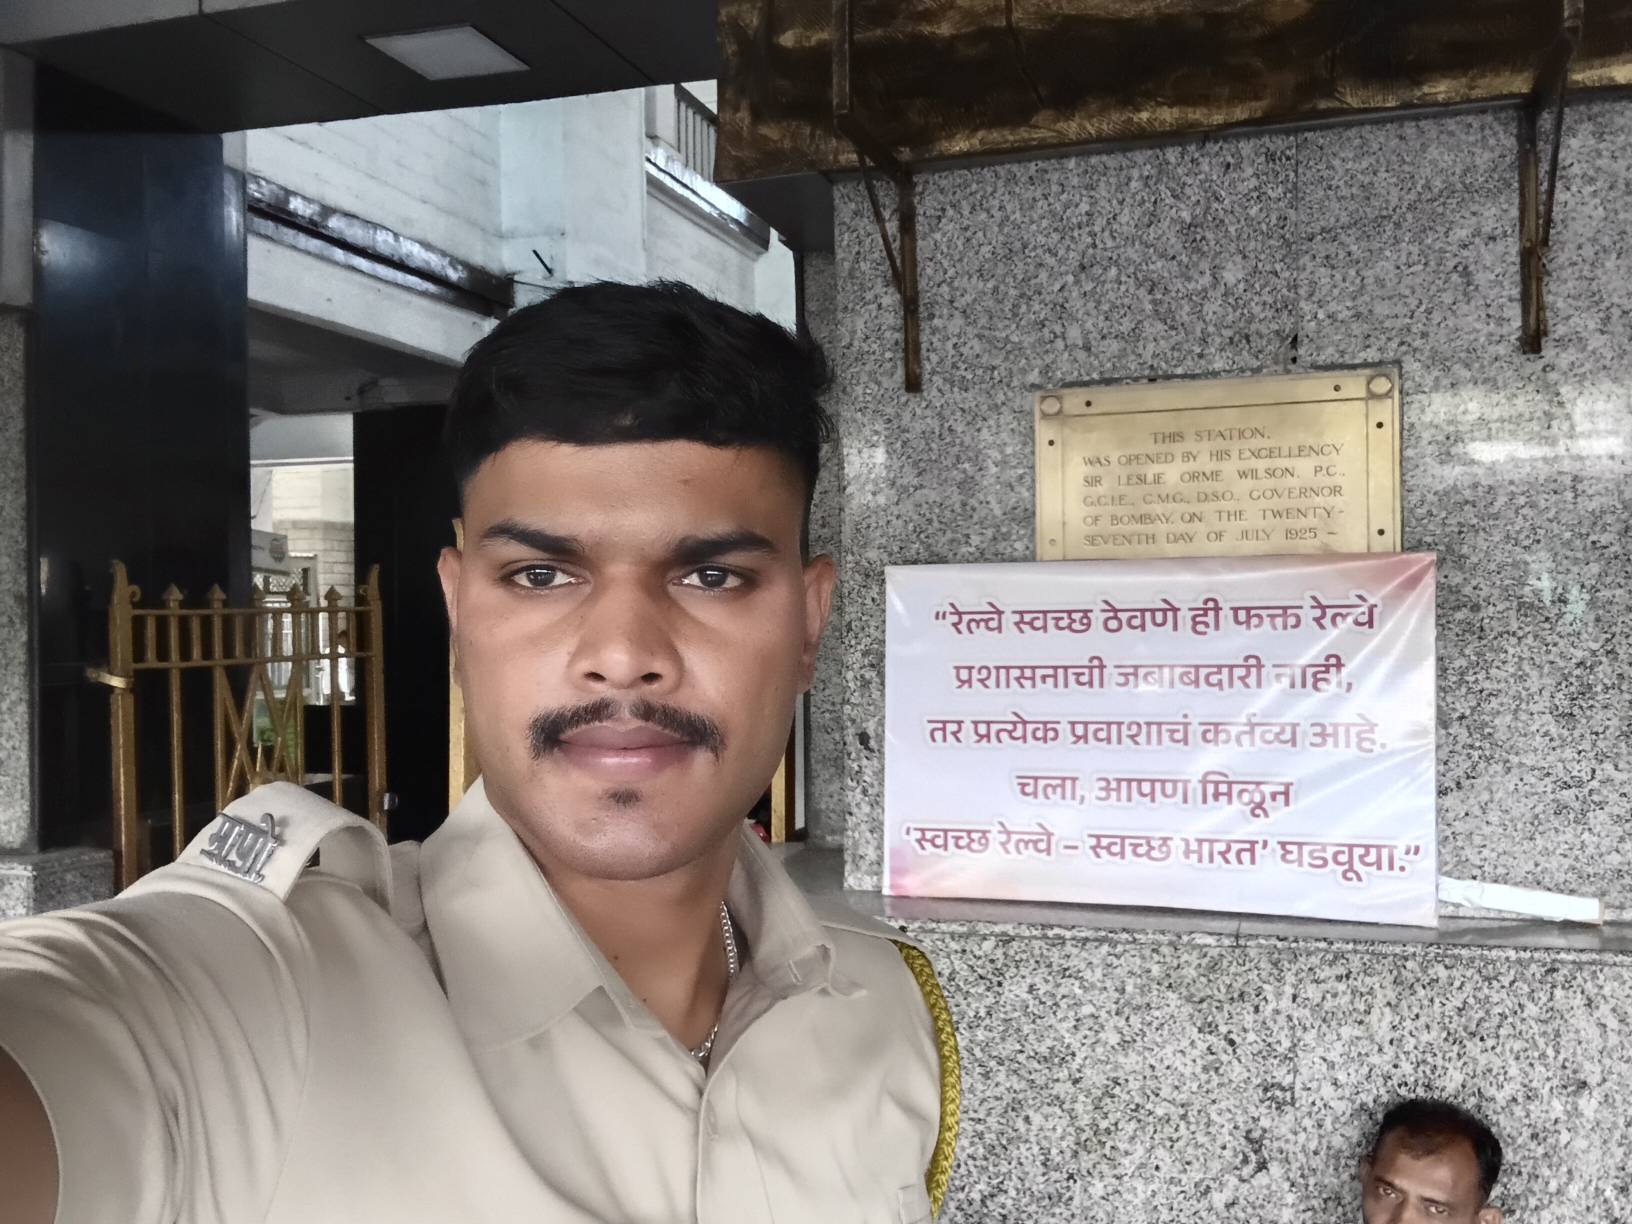 THIS STATION,
WAS OPENED BY HIS EXCELLENCY
SIR LESLIE ORME WILSON, P.C.,
G.C.I.E., C.M.G., D.S.O., GOVERNOR
OF BOMBAY, ON THE TWENTY-
SEVENTH DAY OF JULY 1925 –
“रेल्वे स्वच्छ ठेवणे ही फक्त रेल्वे
प्रशासनाची जबाबदारी नाही,
तर प्रत्येक प्रवाशाचं कर्तव्य आहे.
चला, आपण मिळून
‘स्वच्छ रेल्वे – स्वच्छ भारत’ घडवूया.”